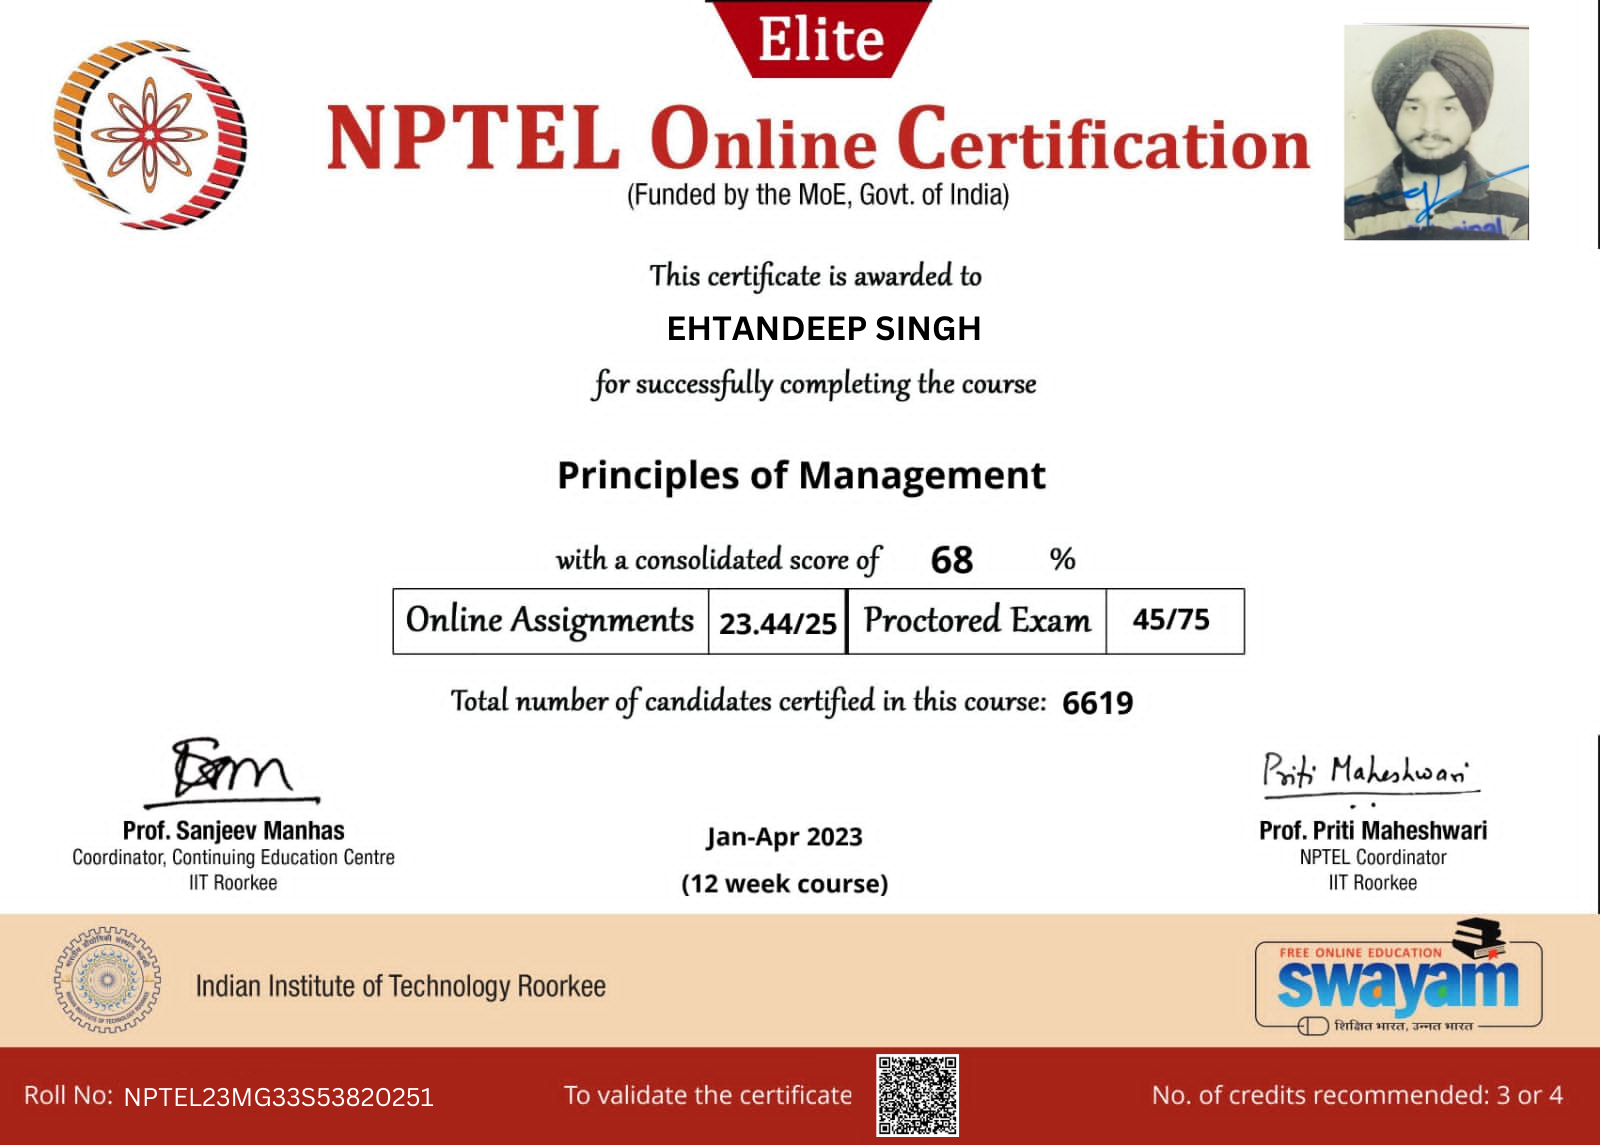 Elite
NPTEL Online Certification
(Funded by the MoE, Govt. of India)
This certificate is awarded to
EHTANDEEP SINGH
for successfully completing the course
Principles of Management
with a consolidated score of 68 %
Online Assignments 23.44/25 Proctored Exam 45/75
Total number of candidates certified in this course: 6619
Priti Maheshwari
Prof. Sanjeev Manhas
Coordinator, Continuing Education Centre
IIT Roorkee
Jan-Apr 2023
(12 week course)
Prof. Priti Maheshwari
NPTEL Coordinator
IIT Roorkee
Indian Institute of Technology Roorkee
FREE ONLINE EDUCATION
swayam
शिक्षित भारत, उन्नत भारत
Roll No: NPTEL23MG33S53820251
To validate the certificate
No. of credits recommended: 3 or 4